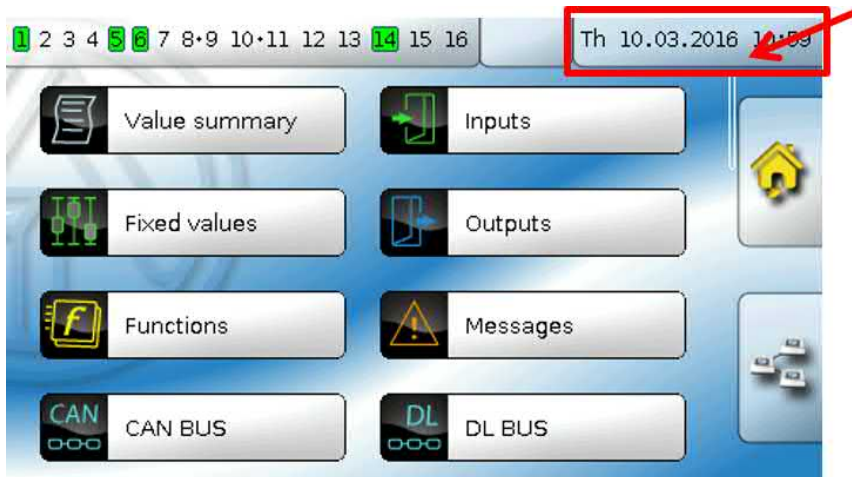 1 2 3 4 5 6 7 8·9 10·11 12 13 14 15 16 Th 10.03.2016
Value summary Inputs
Fixed values Outputs
f Functions Messages
CAN CAN BUS DL DL BUS